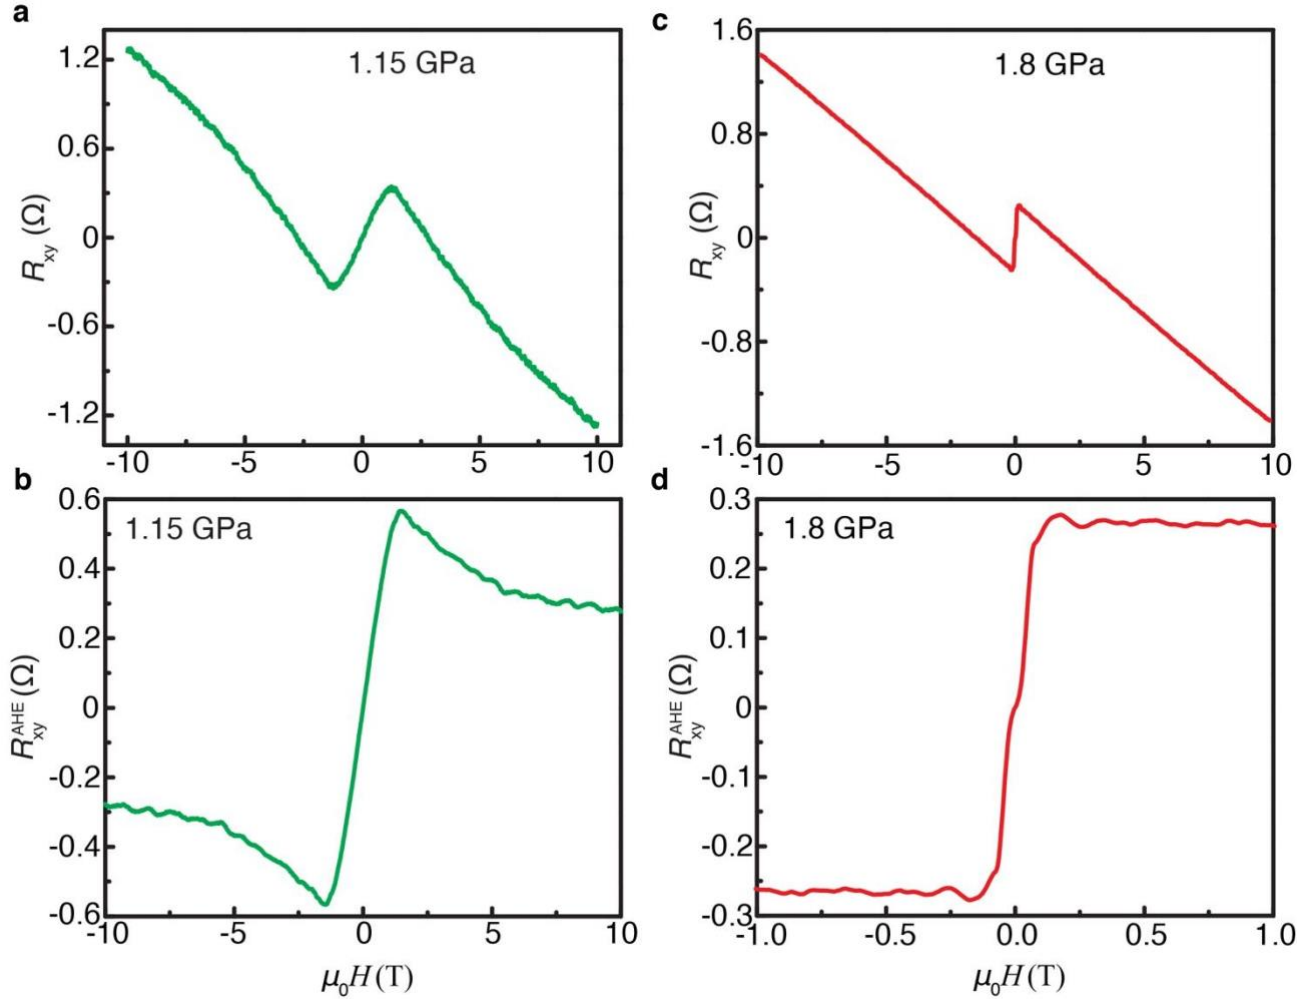 a
1.15 GPa
1.2
0.6
0
-0.6
-1.2
R_xy (Ω)
-10 -5 0 5 10
c
1.8 GPa
1.6
0.8
0
-0.8
-1.6
R_xy (Ω)
-10 -5 0 5 10
b
1.15 GPa
0.6
0.4
0.2
0
-0.2
-0.4
-0.6
R_xy^AHE (Ω)
-10 -5 0 5 10
μ₀H (T)
d
1.8 GPa
0.3
0.2
0.1
0
-0.1
-0.2
-0.3
R_xy^AHE (Ω)
-1.0 -0.5 0.0 0.5 1.0
μ₀H (T)